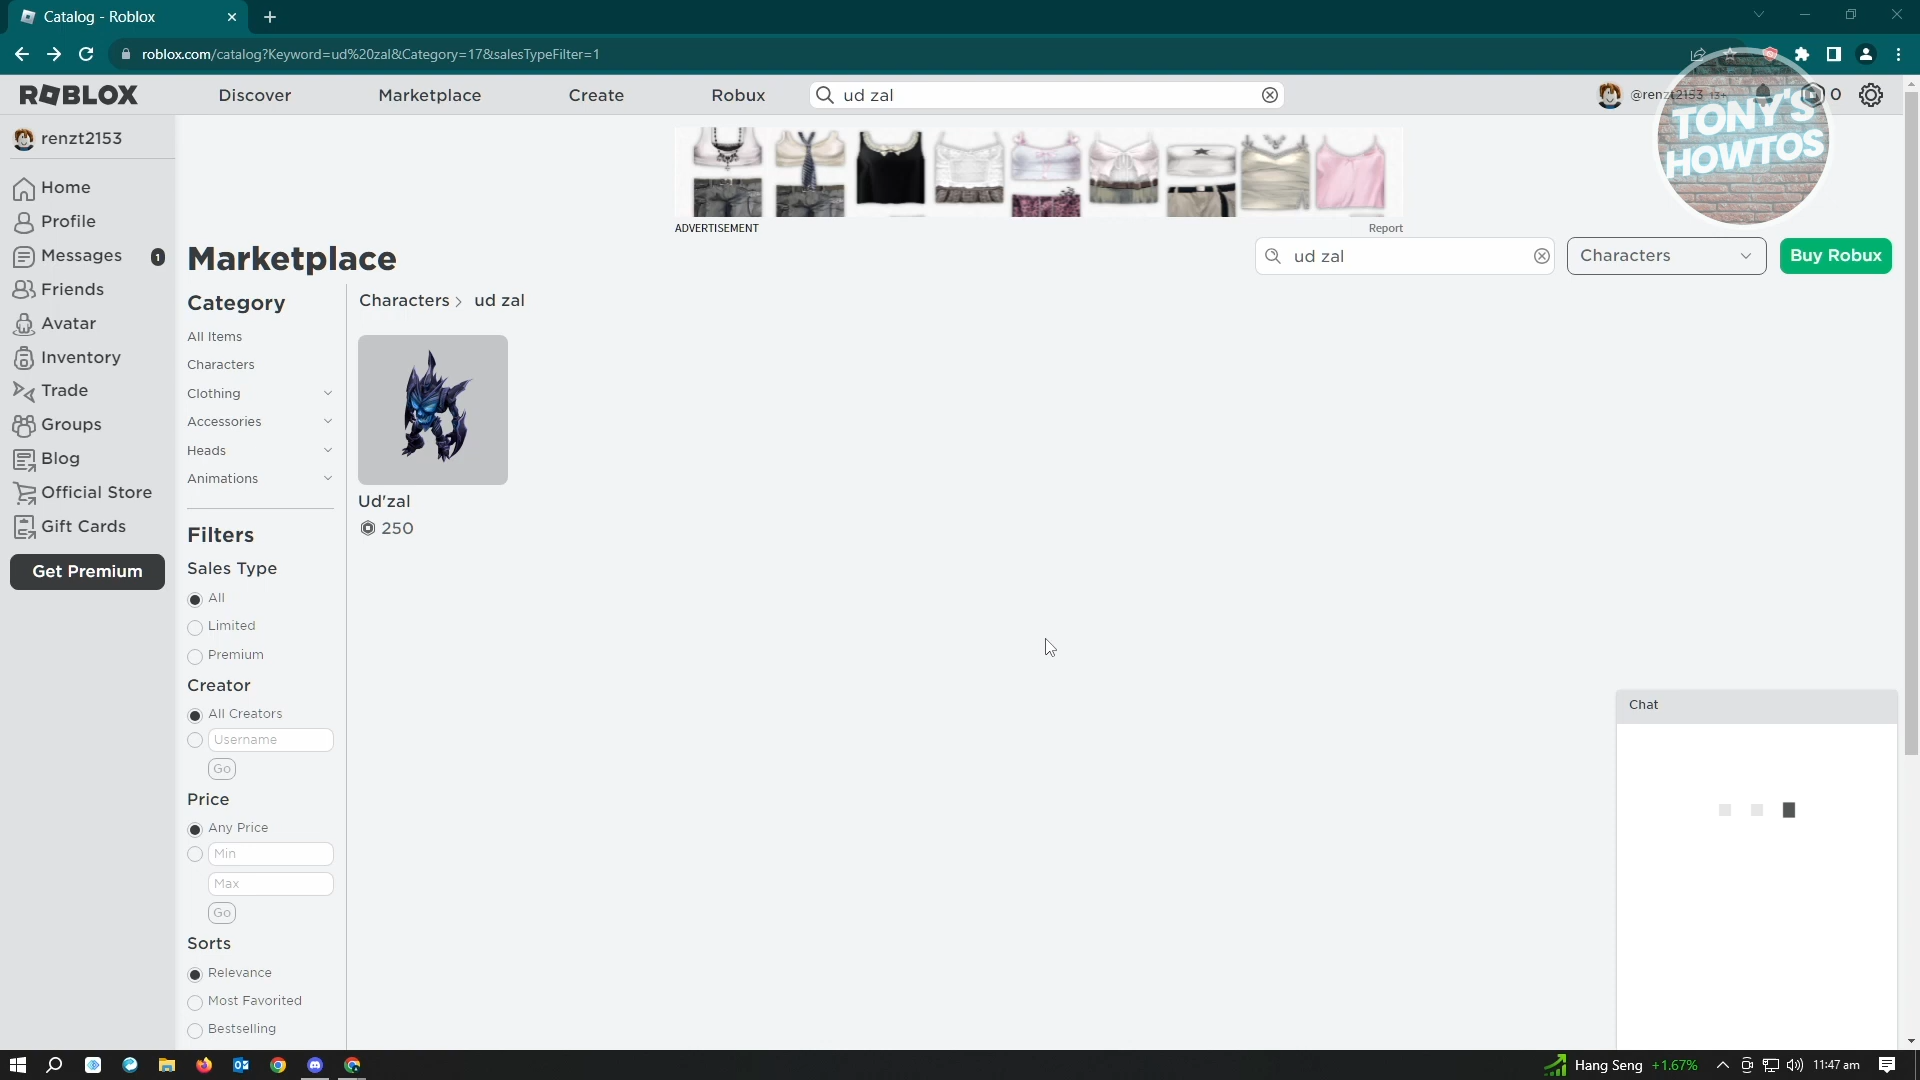 Catalog - Roblox
roblox.com/catalog?Keyword=ud%20zal&Category=17&salesTypeFilter=1
ROBLOX
Discover
Marketplace
Create
Robux
ud zal
@renzt2153 13+
0
TONY'S
HOWTOS
renzt2153
Home
Profile
Messages
1
Friends
Avatar
Inventory
Trade
Groups
Blog
Official Store
Gift Cards
Get Premium
ADVERTISEMENT
Report
Marketplace
ud zal
Characters
Buy Robux
Category
All Items
Characters
Clothing
Accessories
Heads
Animations
Characters > ud zal
Ud'zal
250
Filters
Sales Type
All
Limited
Premium
Creator
All Creators
Username
Go
Price
Any Price
Min
Max
Go
Sorts
Relevance
Most Favorited
Bestselling
Chat
Hang Seng +1.67%
11:47 am